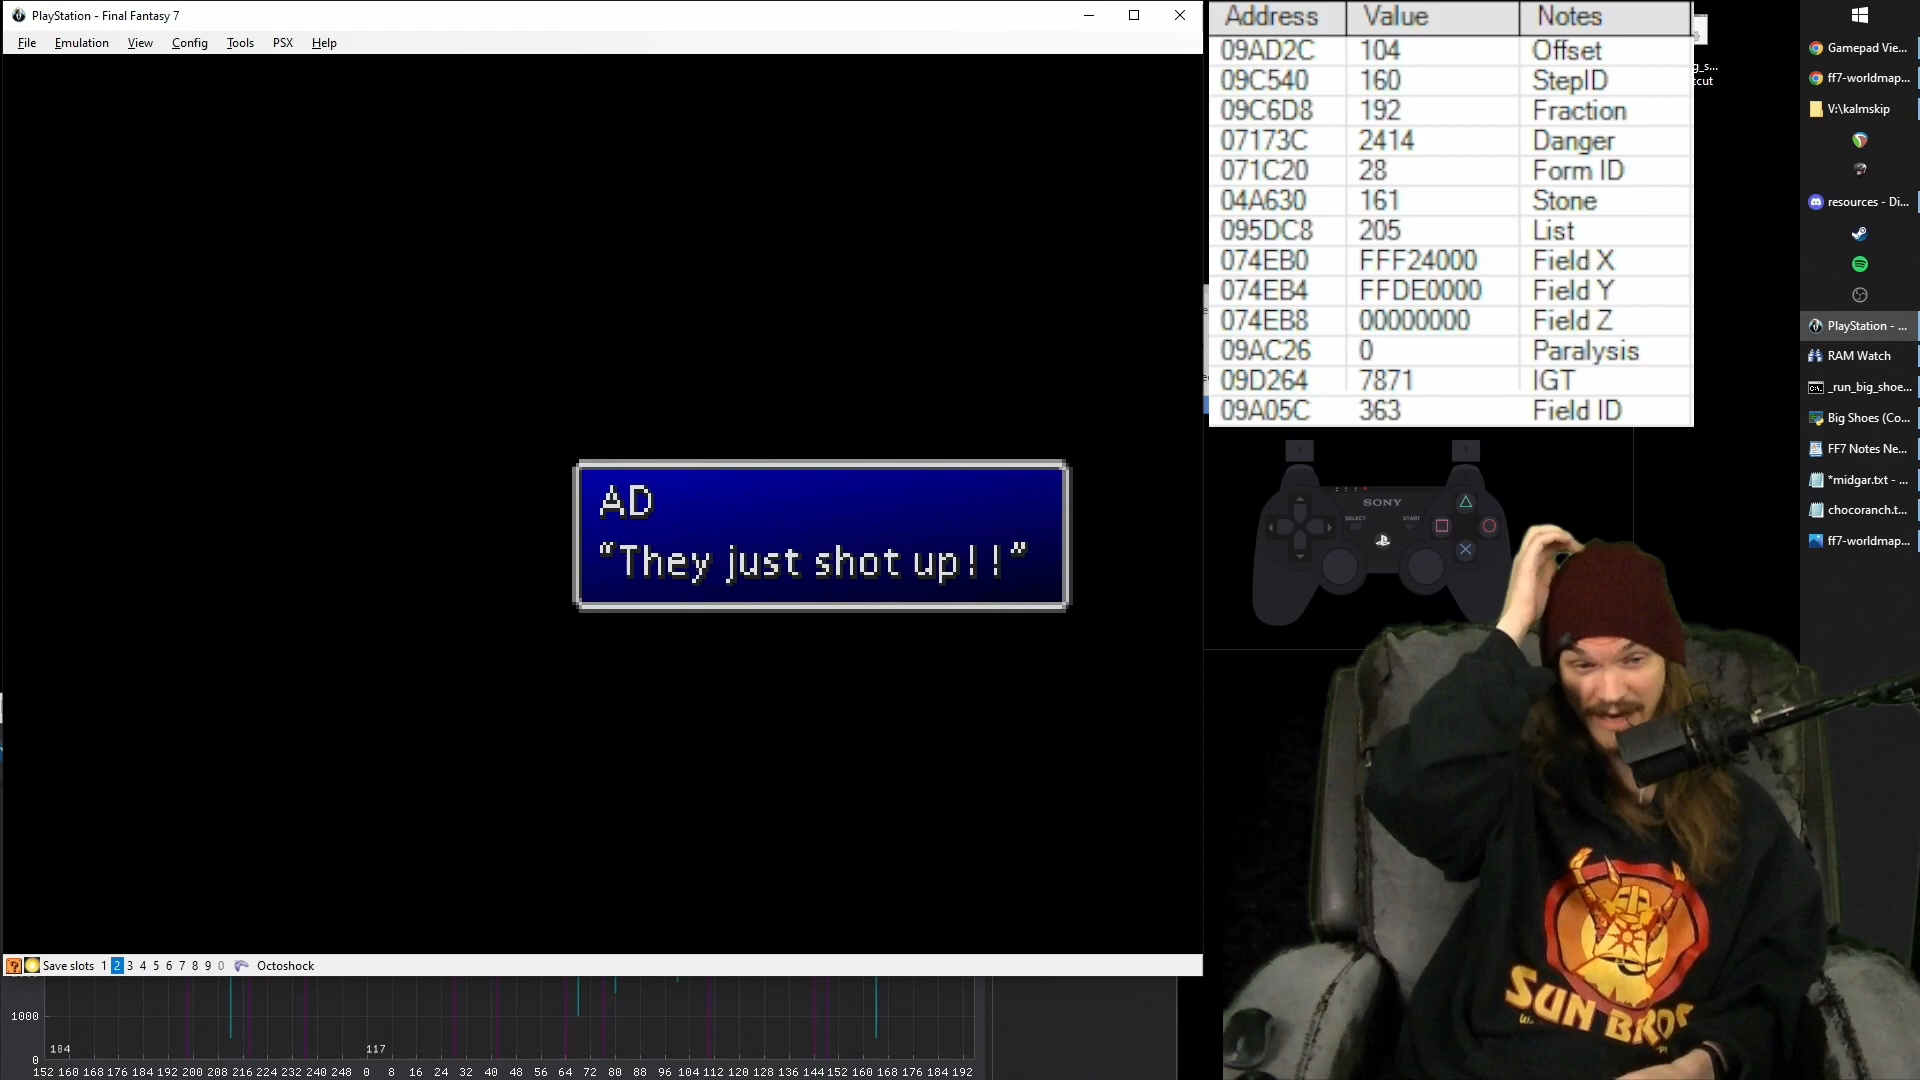 PlayStation - Final Fantasy 7
File Emulation View Config Tools PSX Help
AD
“They just shot up!!”
Save slots 1 2 3 4 5 6 7 8 9 0 Octoshock
1000
0
104 117
152 160 168 176 184 192 200 208 216 224 232 240 248 0 8 16 24 32 40 48 56 64 72 80 88 96 104 112 120 128 136 144 152 160 168 176 184 192
Address Value Notes
09AD2C 104 Offset
09C540 160 StepID
09C6D8 192 Fraction
07173C 2414 Danger
071C20 28 Form ID
04A630 161 Stone
095DC8 205 List
074EB0 FFF24000 Field X
074EB4 FFDE0000 Field Y
074EB8 00000000 Field Z
09AC26 0 Paralysis
09D264 7871 IGT
09A05C 363 Field ID
SONY
SELECT START
SUN BROS
Gamepad Vie...
ff7-worldmap...
V:\kalmskip
resources - Di...
PlayStation - ...
RAM Watch
_run_big_shoe...
Big Shoes (Co...
FF7 Notes Ne...
*midgar.txt - ...
chocoranch.t...
ff7-worldmap...